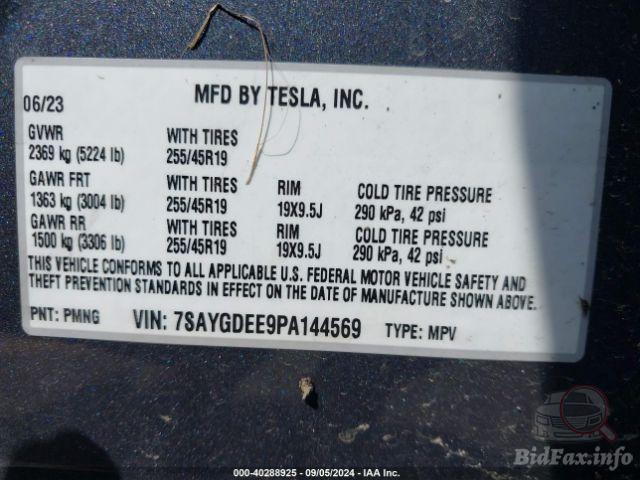 MFD BY TESLA, INC.
06/23
GVWR WITH TIRES
2369 kg (5224 lb) 255/45R19
GAWR FRT WITH TIRES RIM COLD TIRE PRESSURE
1363 kg (3004 lb) 255/45R19 19X9.5J 290 kPa, 42 psi
GAWR RR WITH TIRES RIM COLD TIRE PRESSURE
1500 kg (3306 lb) 255/45R19 19X9.5J 290 kPa, 42 psi
THIS VEHICLE CONFORMS TO ALL APPLICABLE U.S. FEDERAL MOTOR VEHICLE SAFETY AND
THEFT PREVENTION STANDARDS IN EFFECT ON THE DATE OF MANUFACTURE SHOWN ABOVE.
PNT: PMNG VIN: 7SAYGDEE9PA144569 TYPE: MPV
BidFax.info
000-40288925 - 09/05/2024 - IAA Inc.